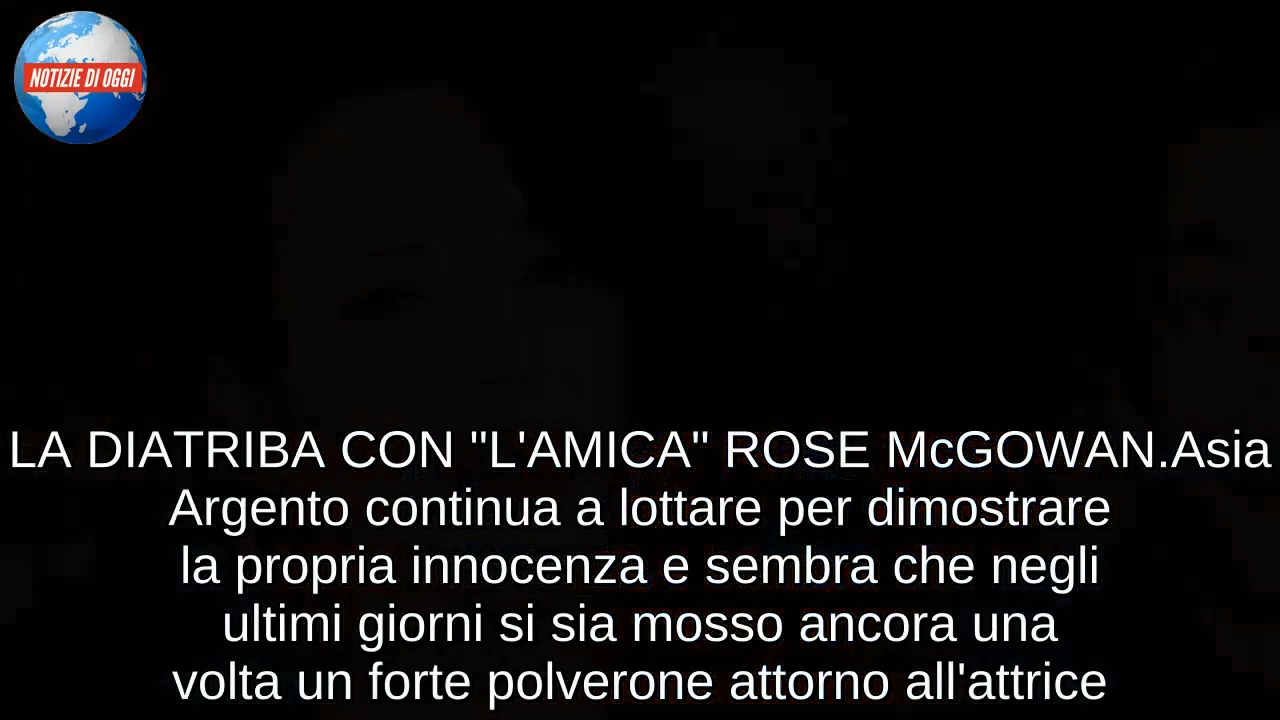 NOTIZIE DI OGGI
LA DIATRIBA CON "L'AMICA" ROSE McGOWAN.Asia
Argento continua a lottare per dimostrare
la propria innocenza e sembra che negli
ultimi giorni si sia mosso ancora una
volta un forte polverone attorno all'attrice